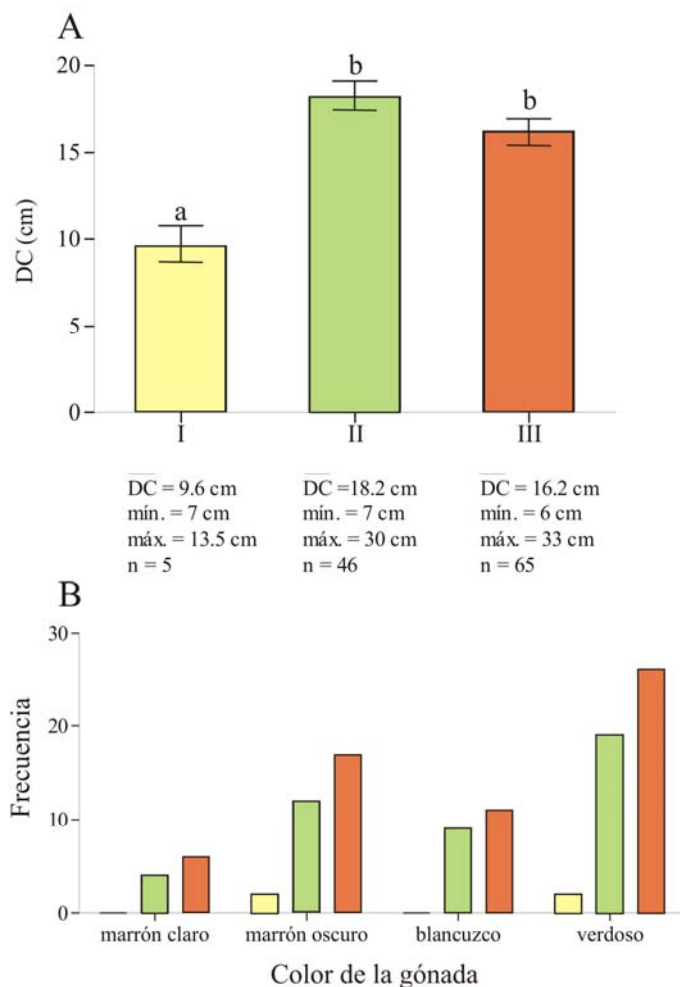 A
20
15
10
5
0
DC (cm)
a
b
b
I
II
III
DC = 9.6 cm
mín. = 7 cm
máx. = 13.5 cm
n = 5
DC =18.2 cm
mín. = 7 cm
máx. = 30 cm
n = 46
DC = 16.2 cm
mín. = 6 cm
máx. = 33 cm
n = 65
B
30
20
10
0
Frecuencia
marrón claro
marrón oscuro
blancuzco
verdoso
Color de la gónada